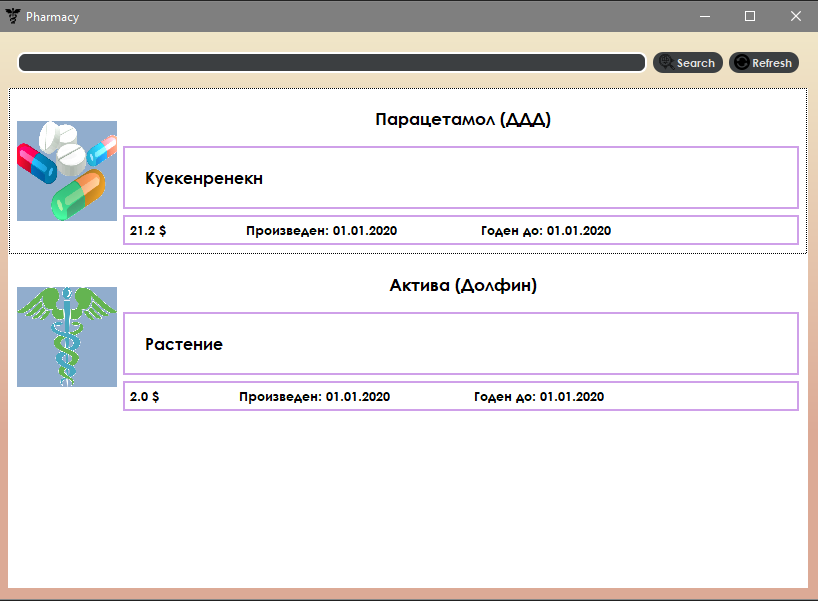 Pharmacy
Search Refresh
Парацетамол (ДДД)
Куекенренекн
21.2 $ Произведен: 01.01.2020 Годен до: 01.01.2020
Актива (Долфин)
Растение
2.0 $ Произведен: 01.01.2020 Годен до: 01.01.2020